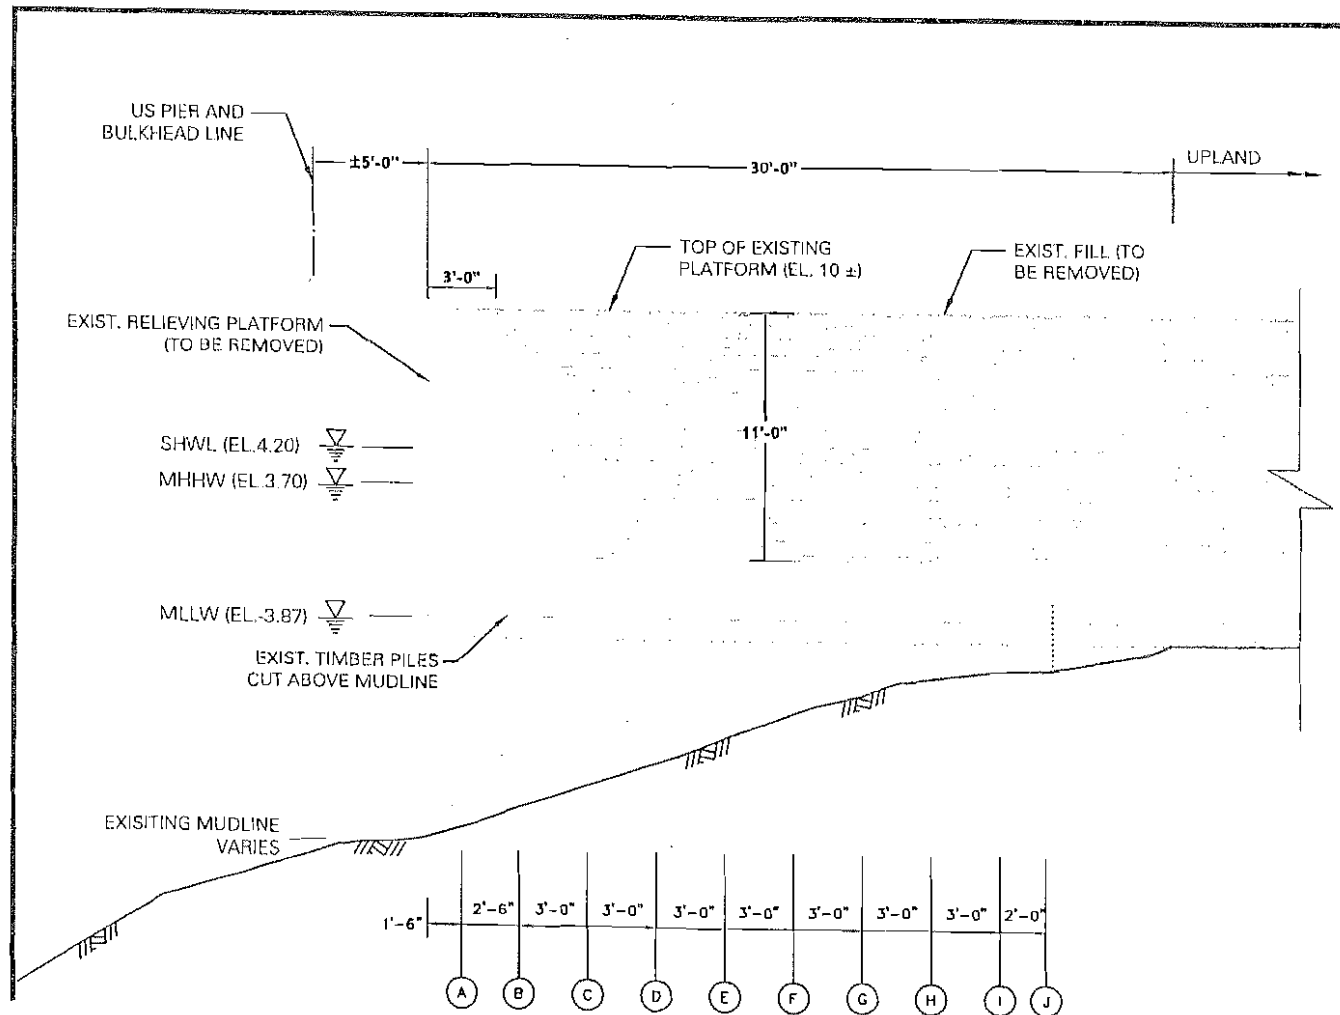 US PIER AND
BULKHEAD LINE
±5'-0"
30'-0"
UPLAND
3'-0"
TOP OF EXISTING
PLATFORM (EL. 10 ±)
EXIST. FILL (TO
BE REMOVED)
EXIST. RELIEVING PLATFORM
(TO BE REMOVED)
11'-0"
SHWL (EL.4.20)
MHHW (EL.3.70)
MLLW (EL.-3.87)
EXIST. TIMBER PILES
CUT ABOVE MUDLINE
EXISITING MUDLINE
VARIES
1'-6"
2'-6"
3'-0"
3'-0"
3'-0"
3'-0"
3'-0"
3'-0"
3'-0"
2'-0"
A
B
C
D
E
F
G
H
I
J